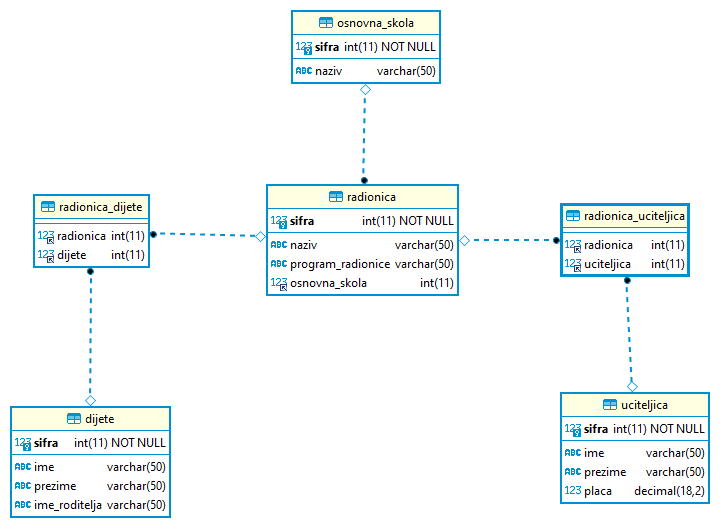 osnovna_skola
123 sifra int(11) NOT NULL
ABC naziv varchar(50)
radionica_dijete
123 radionica int(11)
123 dijete int(11)
radionica
123 sifra int(11) NOT NULL
ABC naziv varchar(50)
ABC program_radionice varchar(50)
123 osnovna_skola int(11)
radionica_uciteljica
123 radionica int(11)
123 uciteljica int(11)
dijete
123 sifra int(11) NOT NULL
ABC ime varchar(50)
ABC prezime varchar(50)
ABC ime_roditelja varchar(50)
uciteljica
123 sifra int(11) NOT NULL
ABC ime varchar(50)
ABC prezime varchar(50)
123 placa decimal(18,2)